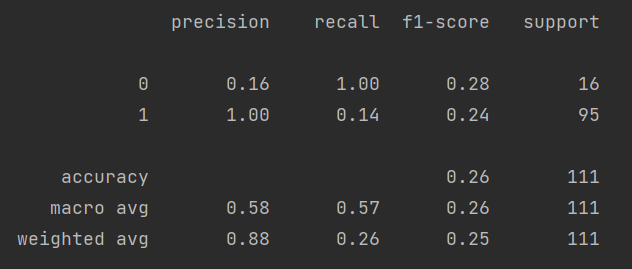 precision recall f1-score support
0 0.16 1.00 0.28 16
1 1.00 0.14 0.24 95
accuracy 0.26 111
macro avg 0.58 0.57 0.26 111
weighted avg 0.88 0.26 0.25 111